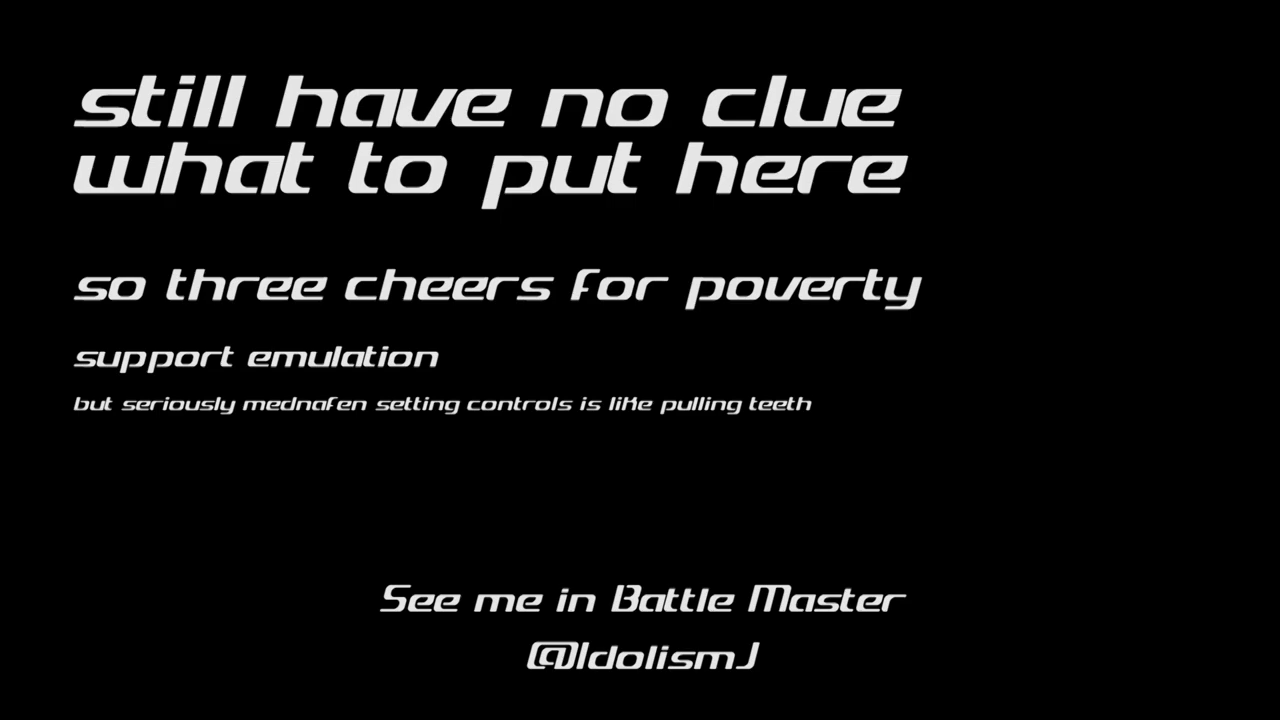 still have no clue
what to put here
so three cheers for poverty
support emulation
but seriously mednafen setting controls is like pulling teeth
See me in Battle Master
@IdolismJ